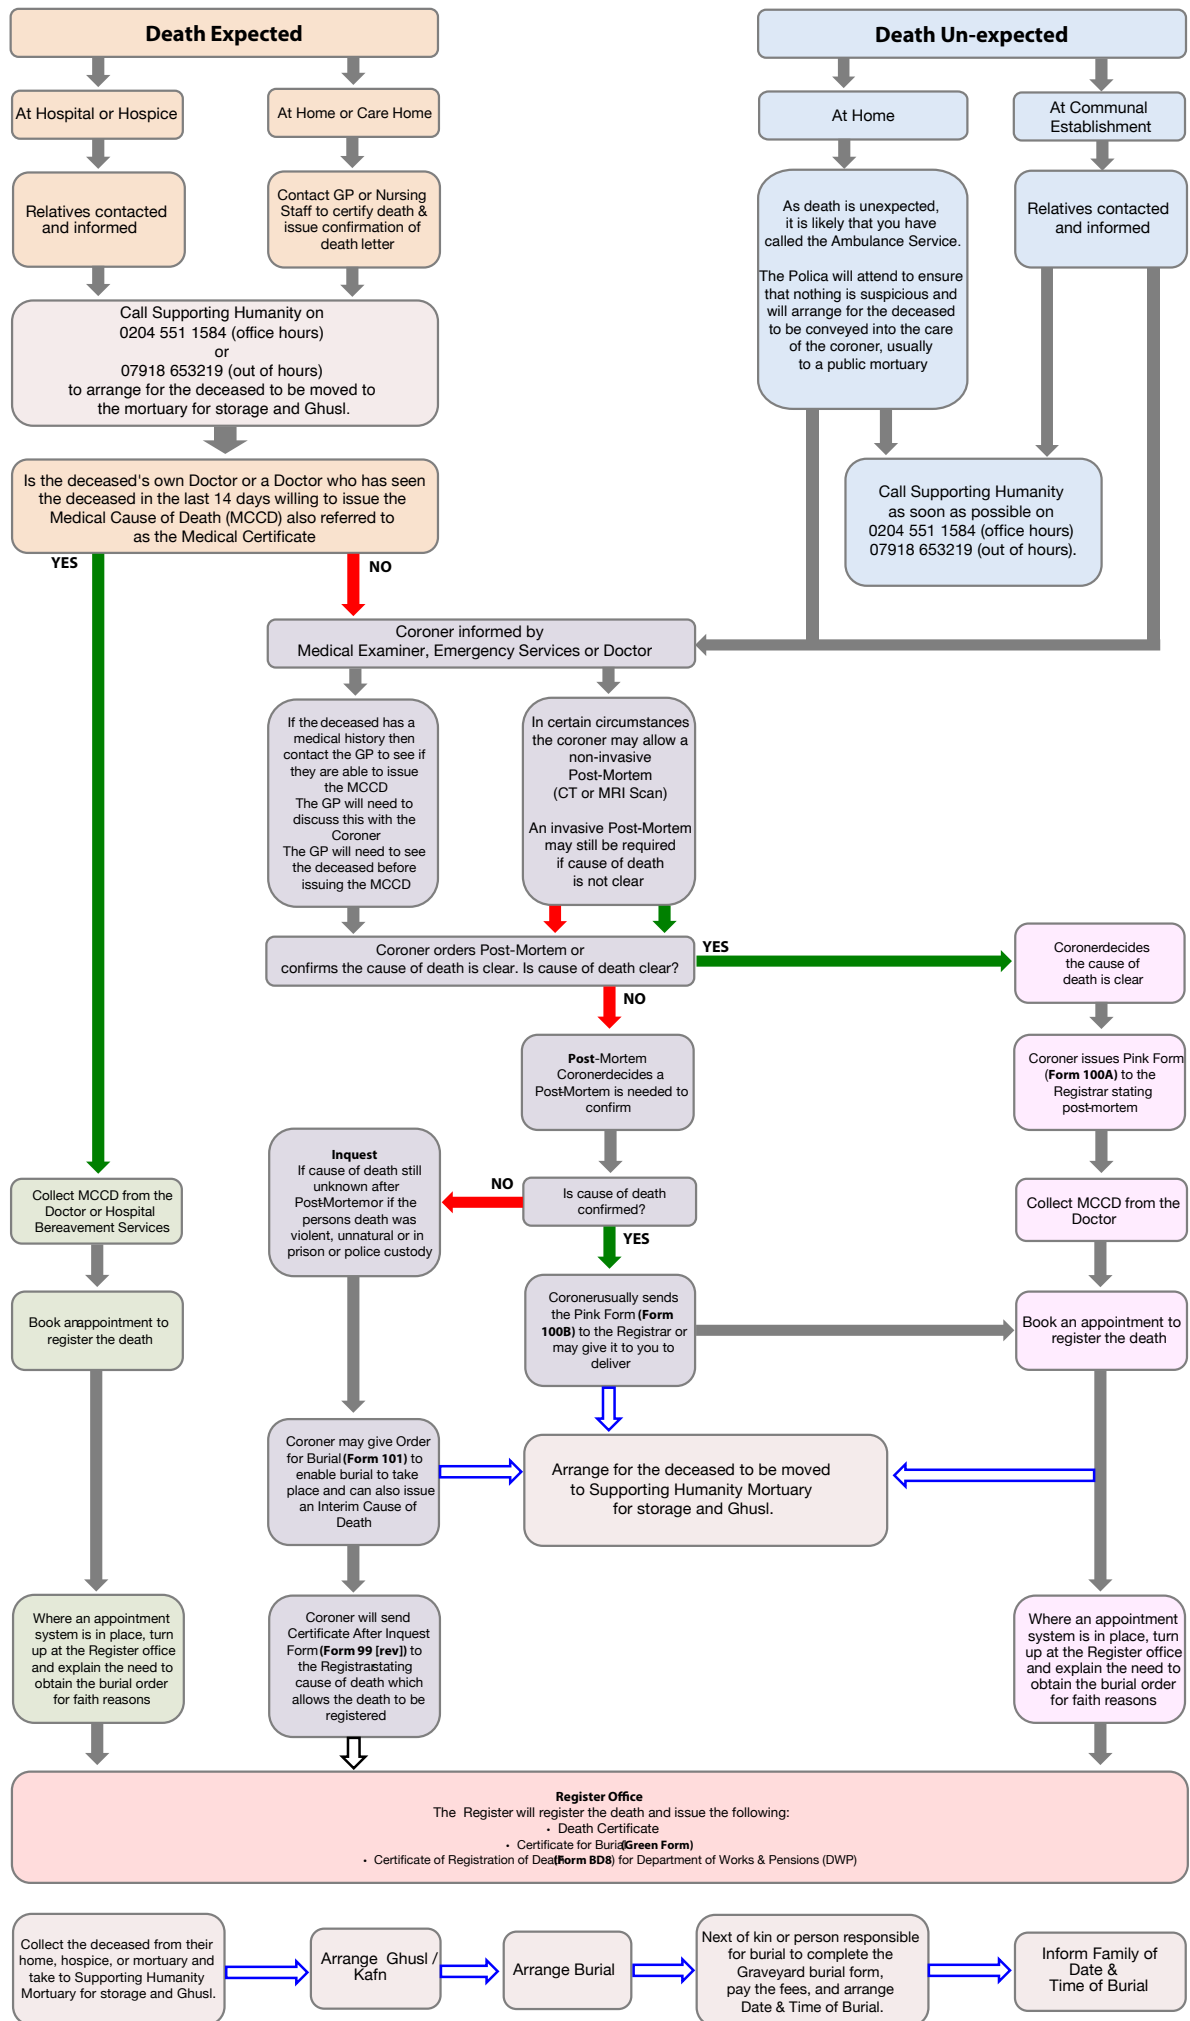 Death Expected
At Hospital or Hospice
At Home or Care Home
Relatives contacted
and informed
Contact GP or Nursing
Staff to certify death &
issue confirmation of
death letter
Call Supporting Humanity on
0204 551 1584 (office hours)
or
07918 653219 (out of hours)
to arrange for the deceased to be moved to
the mortuary for storage and Ghusl.
Is the deceased's own Doctor or a Doctor who has seen
the deceased in the last 14 days willing to issue the
Medical Cause of Death (MCCD) also referred to
as the Medical Certificate
YES
NO
Death Un-expected
At Home
At Communal
Establishment
As death is unexpected,
it is likely that you have
called the Ambulance Service.
The Polica will attend to ensure
that nothing is suspicious and
will arrange for the deceased
to be conveyed into the care
of the coroner, usually
to a public mortuary
Relatives contacted
and informed
Call Supporting Humanity
as soon as possible on
0204 551 1584 (office hours)
07918 653219 (out of hours).
Coroner informed by
Medical Examiner, Emergency Services or Doctor
If the deceased has a
medical history then
contact the GP to see if
they are able to issue
the MCCD
The GP will need to
discuss this with the
Coroner
The GP will need to see
the deceased before
issuing the MCCD
In certain circumstances
the coroner may allow a
non-invasive
Post-Mortem
(CT or MRI Scan)
An invasive Post-Mortem
may still be required
if cause of death
is not clear
Coroner orders Post-Mortem or
confirms the cause of death is clear. Is cause of death clear?
YES
NO
Coronerdecides
the cause of
death is clear
Post-Mortem
Coronerdecides a
Post-Mortem is needed to
confirm
Coroner issues Pink Form
(Form 100A) to the
Registrar stating
post-mortem
Inquest
If cause of death still
unknown after
Post-Mortemor if the
persons death was
violent, unnatural or in
prison or police custody
NO
Is cause of death
confirmed?
YES
Collect MCCD from the
Doctor or Hospital
Bereavement Services
Collect MCCD from the
Doctor
Book anappointment to
register the death
Coronerusually sends
the Pink Form (Form
100B) to the Registrar or
may give it to you to
deliver
Book an appointment to
register the death
Coroner may give Order
for Burial (Form 101) to
enable burial to take
place and can also issue
an Interim Cause of
Death
Arrange for the deceased to be moved
to Supporting Humanity Mortuary
for storage and Ghusl.
Where an appointment
system is in place, turn
up at the Register office
and explain the need to
obtain the burial order
for faith reasons
Coroner will send
Certificate After Inquest
Form (Form 99 [rev]) to
the Registrarstating
cause of death which
allows the death to be
registered
Where an appointment
system is in place, turn
up at the Register office
and explain the need to
obtain the burial order
for faith reasons
Register Office
The Register will register the death and issue the following:
• Death Certificate
• Certificate for Burial(Green Form)
• Certificate of Registration of Death(Form BD8) for Department of Works & Pensions (DWP)
Collect the deceased from their
home, hospice, or mortuary and
take to Supporting Humanity
Mortuary for storage and Ghusl.
Arrange Ghusl /
Kafn
Arrange Burial
Next of kin or person responsible
for burial to complete the
Graveyard burial form,
pay the fees, and arrange
Date & Time of Burial.
Inform Family of
Date &
Time of Burial